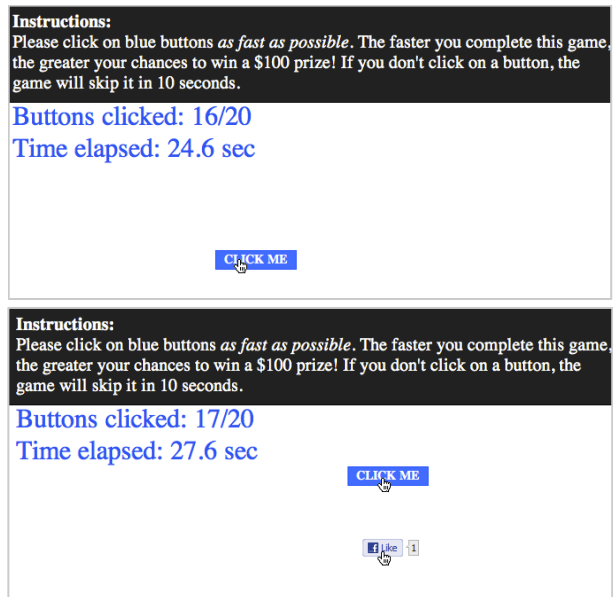 Instructions:
Please click on blue buttons as fast as possible. The faster you complete this game,
the greater your chances to win a $100 prize! If you don't click on a button, the
game will skip it in 10 seconds.
Buttons clicked: 16/20
Time elapsed: 24.6 sec
CLICK ME
Instructions:
Please click on blue buttons as fast as possible. The faster you complete this game,
the greater your chances to win a $100 prize! If you don't click on a button, the
game will skip it in 10 seconds.
Buttons clicked: 17/20
Time elapsed: 27.6 sec
CLICK ME
f Like 1